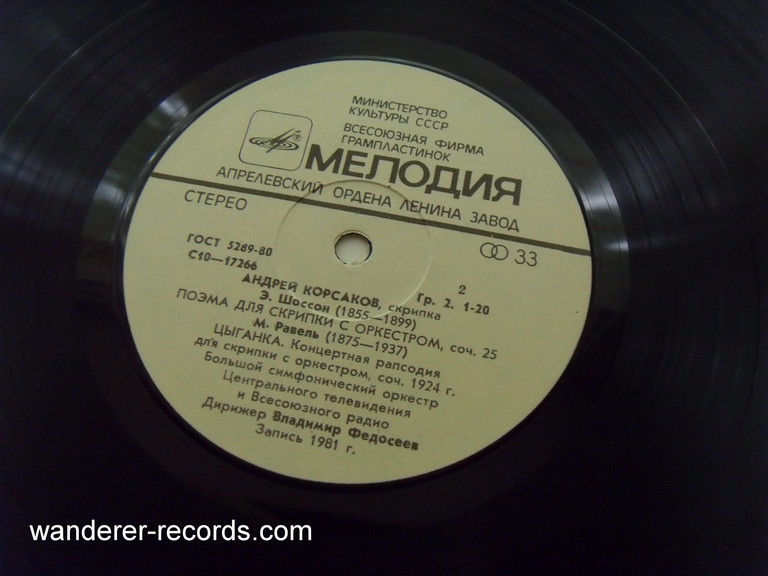 МИНИСТЕРСТВО
КУЛЬТУРЫ СССР
ВСЕСОЮЗНАЯ ФИРМА
ГРАМПЛАСТИНОК
МЕЛОДИЯ
АПРЕЛЕВСКИЙ ОРДЕНА ЛЕНИНА ЗАВОД
СТЕРЕО
33
ГОСТ 5289-80
С10—17266
2
Гр. 2. 1-20
АНДРЕЙ КОРСАКОВ, скрипка
Э. Шоссон (1855—1899)
ПОЭМА ДЛЯ СКРИПКИ С ОРКЕСТРОМ, соч. 25
М. Равель (1875—1937)
ЦЫГАНКА. Концертная рапсодия
для скрипки с оркестром, соч. 1924 г.
Большой симфонический оркестр
Центрального телевидения
и Всесоюзного радио
Дирижер Владимир Федосеев
Запись 1981 г.
wanderer-records.com